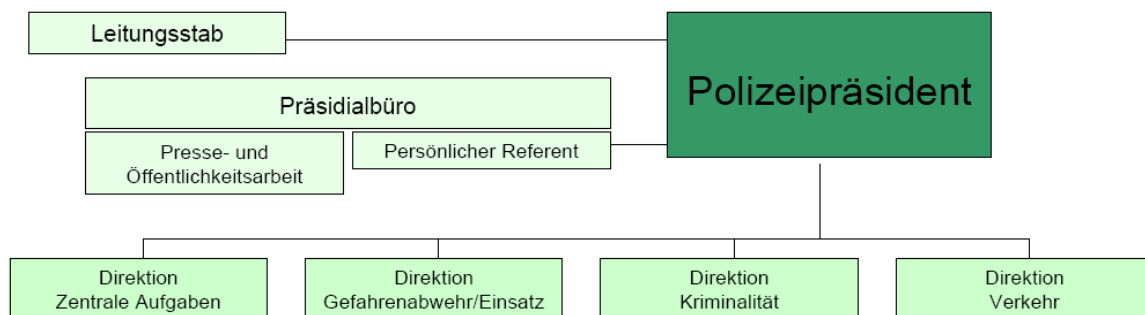 Leitungsstab
Polizeipräsident
Präsidialbüro
Presse- und
Öffentlichkeitsarbeit
Persönlicher Referent
Direktion
Zentrale Aufgaben
Direktion
Gefahrenabwehr/Einsatz
Direktion
Kriminalität
Direktion
Verkehr